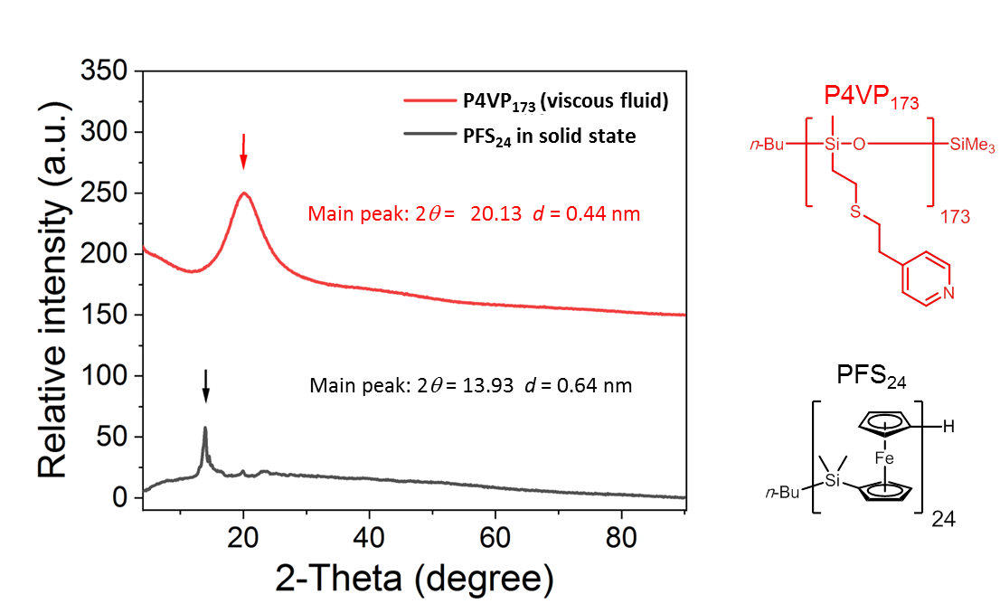 350
300
250
200
150
100
50
0
Relative intensity (a.u.)
P4VP173 (viscous fluid)
PFS24 in solid state
Main peak: 2θ = 20.13 d = 0.44 nm
Main peak: 2θ = 13.93 d = 0.64 nm
20 40 60 80
2-Theta (degree)
P4VP173
n-Bu Si O SiMe3
173
S
N
PFS24
H
Fe
Si
n-Bu
24